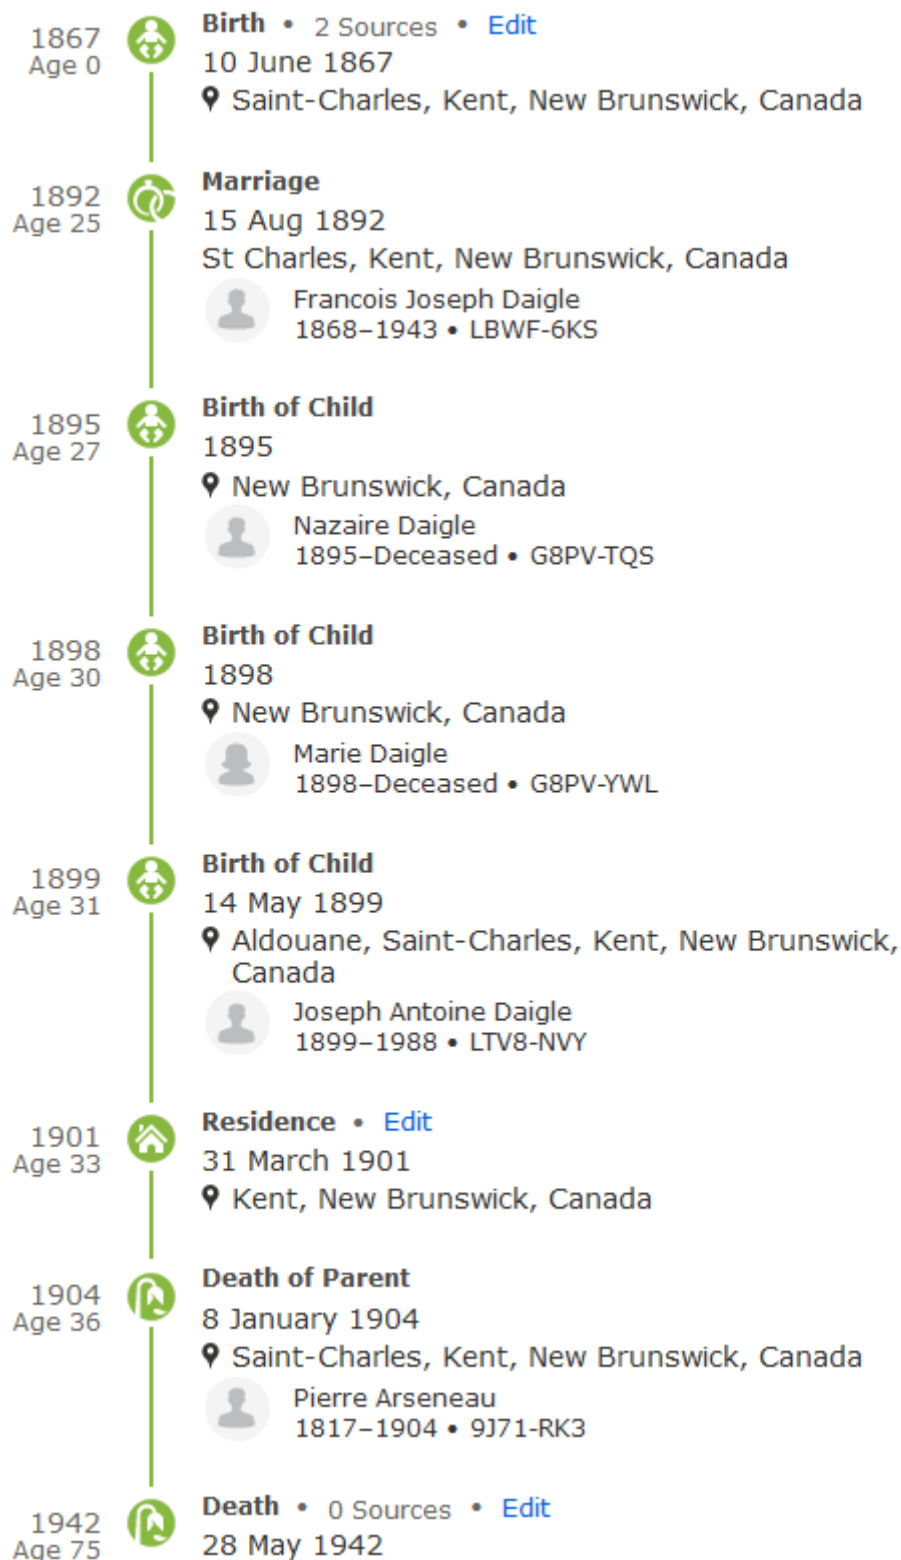 1867
Age 0
Birth • 2 Sources • Edit
10 June 1867
Saint-Charles, Kent, New Brunswick, Canada
1892
Age 25
Marriage
15 Aug 1892
St Charles, Kent, New Brunswick, Canada
Francois Joseph Daigle
1868–1943 • LBWF-6KS
1895
Age 27
Birth of Child
1895
New Brunswick, Canada
Nazaire Daigle
1895–Deceased • G8PV-TQS
1898
Age 30
Birth of Child
1898
New Brunswick, Canada
Marie Daigle
1898–Deceased • G8PV-YWL
1899
Age 31
Birth of Child
14 May 1899
Aldouane, Saint-Charles, Kent, New Brunswick,
Canada
Joseph Antoine Daigle
1899–1988 • LTV8-NVY
1901
Age 33
Residence • Edit
31 March 1901
Kent, New Brunswick, Canada
1904
Age 36
Death of Parent
8 January 1904
Saint-Charles, Kent, New Brunswick, Canada
Pierre Arseneau
1817–1904 • 9J71-RK3
1942
Age 75
Death • 0 Sources • Edit
28 May 1942